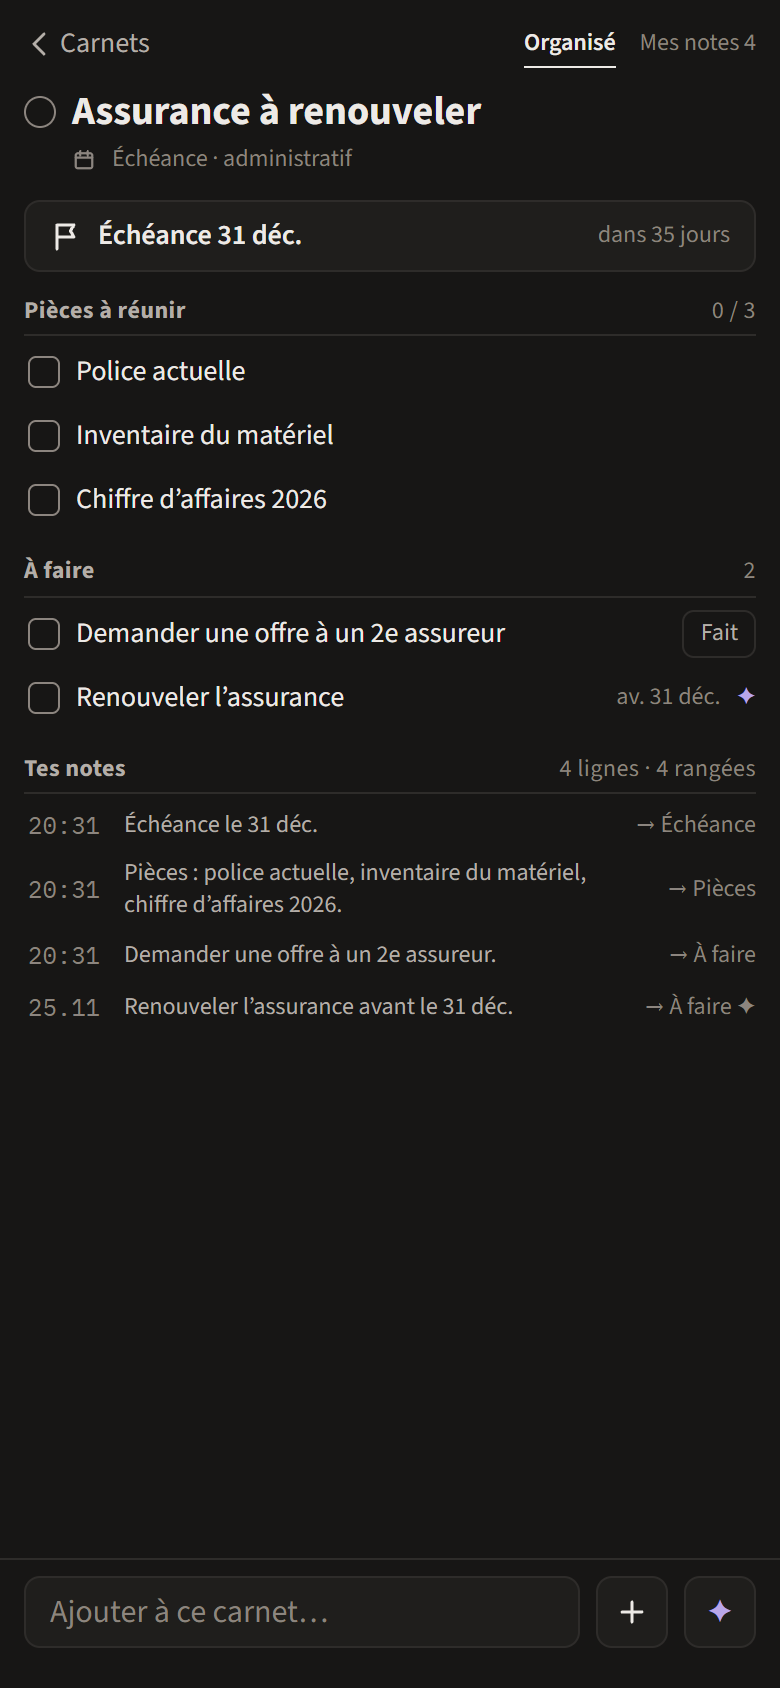 Carnets
Organisé
Mes notes 4
Assurance à renouveler
Échéance · administratif
Échéance 31 déc.
dans 35 jours
Pièces à réunir
0 / 3
Police actuelle
Inventaire du matériel
Chiffre d’affaires 2026
À faire
2
Demander une offre à un 2e assureur
Fait
Renouveler l’assurance
av. 31 déc. ✦
Tes notes
4 lignes · 4 rangées
20:31 Échéance le 31 déc. → Échéance
20:31 Pièces : police actuelle, inventaire du matériel,
chiffre d’affaires 2026. → Pièces
20:31 Demander une offre à un 2e assureur. → À faire
25.11 Renouveler l’assurance avant le 31 déc. → À faire ✦
Ajouter à ce carnet…